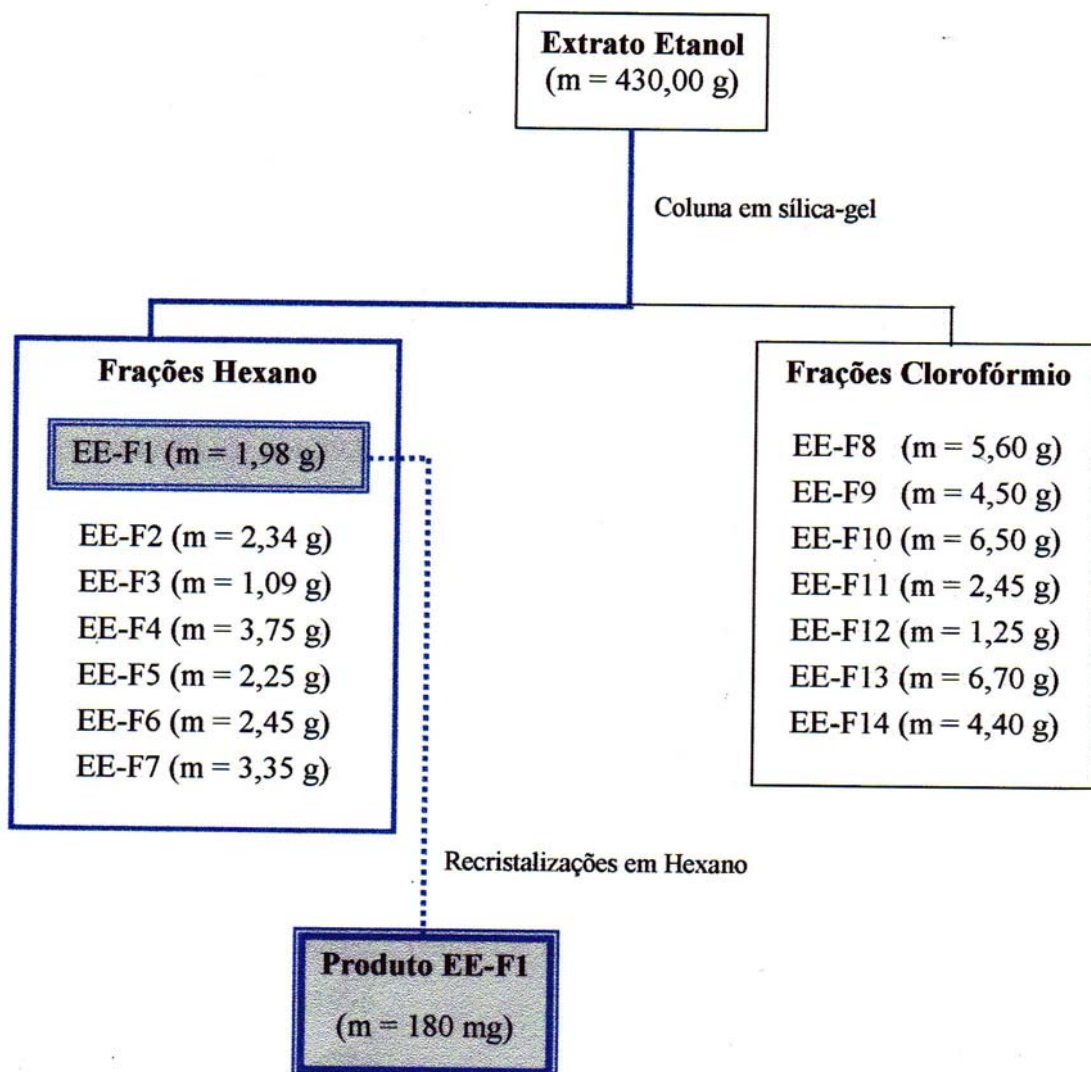 Extrato Etanol
(m = 430,00 g)
Coluna em sílica-gel
Frações Hexano
EE-F1 (m = 1,98 g)
EE-F2 (m = 2,34 g)
EE-F3 (m = 1,09 g)
EE-F4 (m = 3,75 g)
EE-F5 (m = 2,25 g)
EE-F6 (m = 2,45 g)
EE-F7 (m = 3,35 g)
Frações Clorofórmio
EE-F8 (m = 5,60 g)
EE-F9 (m = 4,50 g)
EE-F10 (m = 6,50 g)
EE-F11 (m = 2,45 g)
EE-F12 (m = 1,25 g)
EE-F13 (m = 6,70 g)
EE-F14 (m = 4,40 g)
Recristalizações em Hexano
Produto EE-F1
(m = 180 mg)